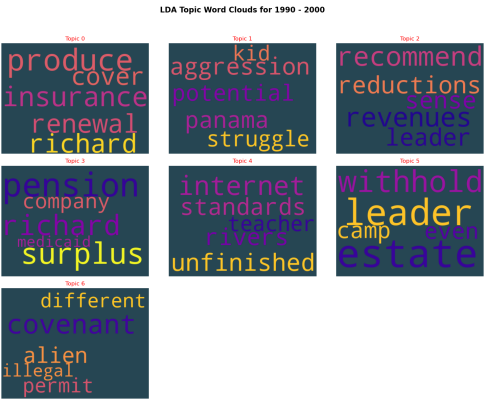 LDA Topic Word Clouds for 1990 - 2000
Topic 0
produce
cover
insurance
renewal
richard
Topic 1
kid
aggression
potential
panama
struggle
Topic 2
recommend
reductions
sense
revenues
leader
Topic 3
pension
company
richard
medicaid
surplus
Topic 4
internet
standards
teacher
rivers
unfinished
Topic 5
withhold
leader
camp
even
estate
Topic 6
different
covenant
alien
illegal
permit